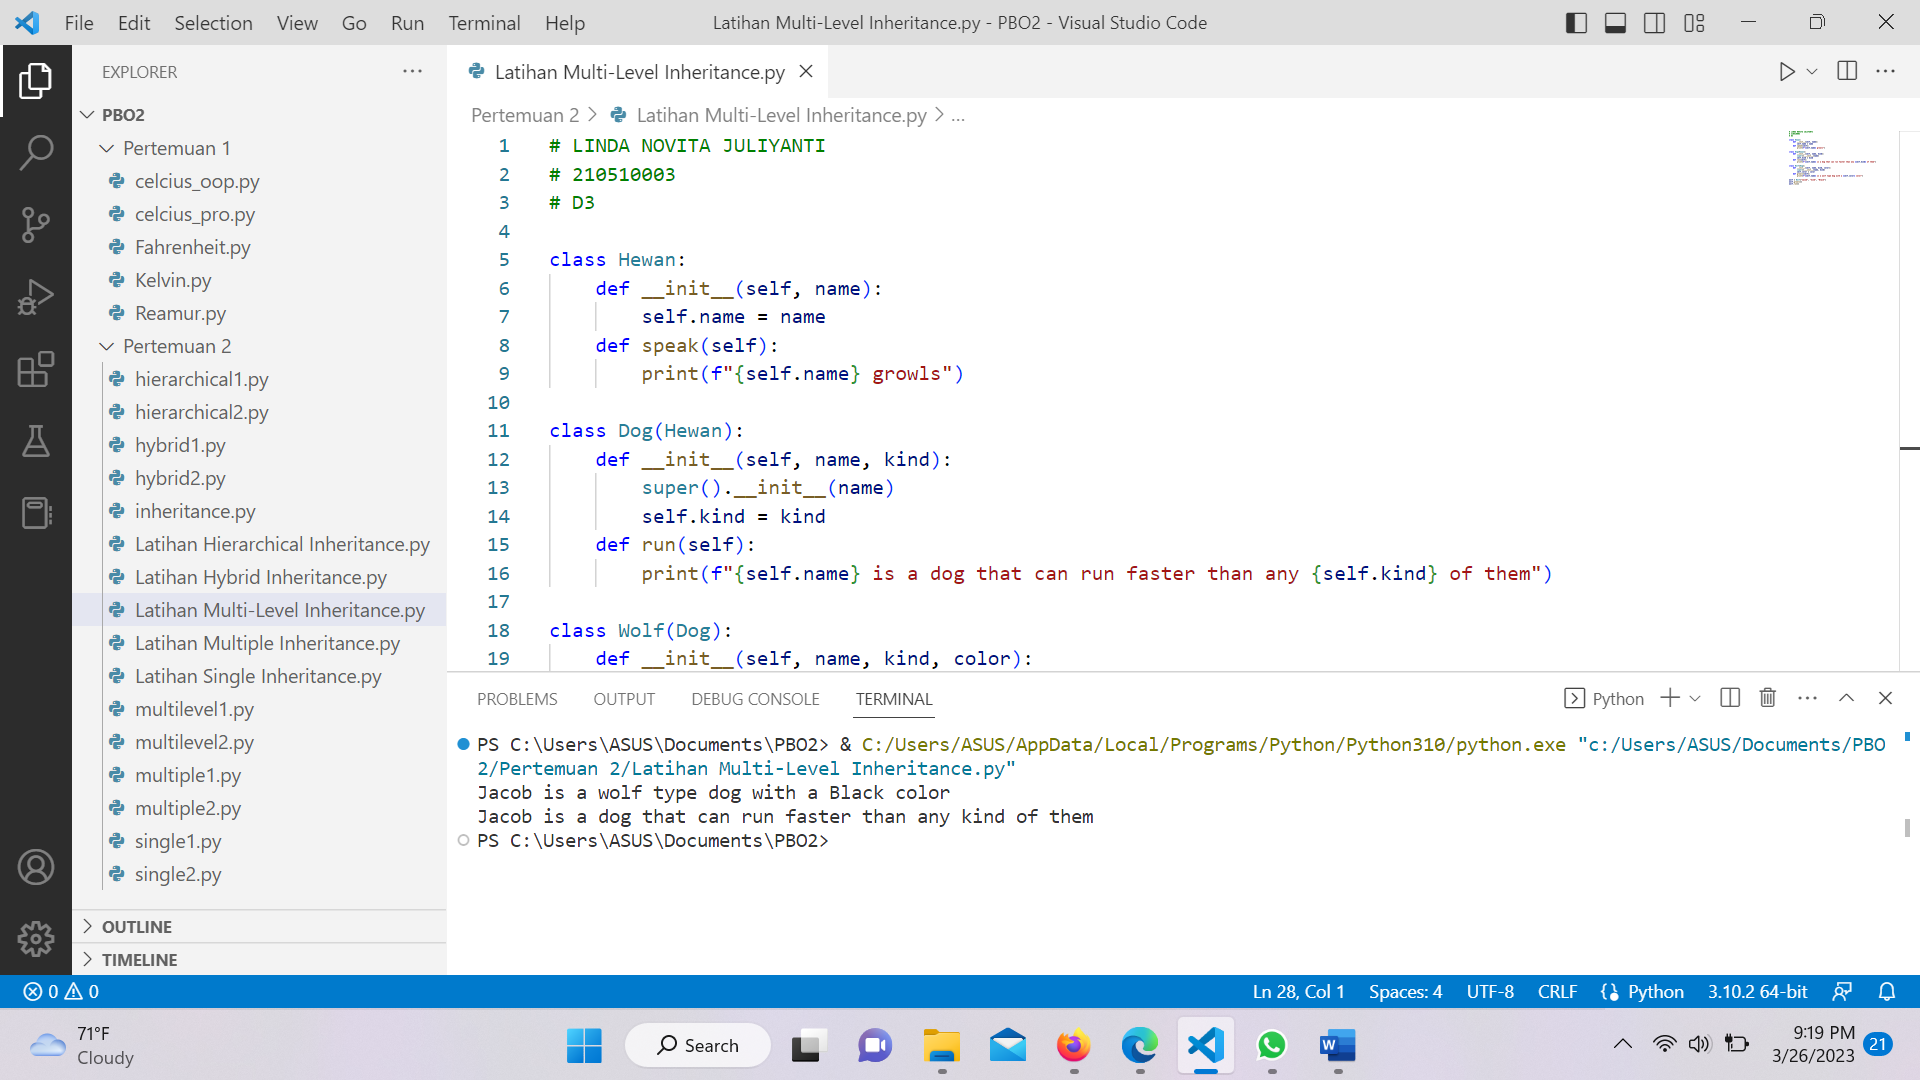 File Edit Selection View Go Run Terminal Help
Latihan Multi-Level Inheritance.py - PBO2 - Visual Studio Code
EXPLORER
PBO2
Pertemuan 1
celcius_oop.py
celcius_pro.py
Fahrenheit.py
Kelvin.py
Reamur.py
Pertemuan 2
hierarchical1.py
hierarchical2.py
hybrid1.py
hybrid2.py
inheritance.py
Latihan Hierarchical Inheritance.py
Latihan Hybrid Inheritance.py
Latihan Multi-Level Inheritance.py
Latihan Multiple Inheritance.py
Latihan Single Inheritance.py
multilevel1.py
multilevel2.py
multiple1.py
multiple2.py
single1.py
single2.py
OUTLINE
TIMELINE
Latihan Multi-Level Inheritance.py
Pertemuan 2 > Latihan Multi-Level Inheritance.py > ...
1 # LINDA NOVITA JULIYANTI
2 # 210510003
3 # D3
4
5 class Hewan:
6     def __init__(self, name):
7         self.name = name
8     def speak(self):
9         print(f"{self.name} growls")
10
11 class Dog(Hewan):
12     def __init__(self, name, kind):
13         super().__init__(name)
14         self.kind = kind
15     def run(self):
16         print(f"{self.name} is a dog that can run faster than any {self.kind} of them")
17
18 class Wolf(Dog):
19     def __init__(self, name, kind, color):
PROBLEMS OUTPUT DEBUG CONSOLE TERMINAL
Python
PS C:\Users\ASUS\Documents\PBO2> & C:/Users/ASUS/AppData/Local/Programs/Python/Python310/python.exe "c:/Users/ASUS/Documents/PBO
2/Pertemuan 2/Latihan Multi-Level Inheritance.py"
Jacob is a wolf type dog with a Black color
Jacob is a dog that can run faster than any kind of them
PS C:\Users\ASUS\Documents\PBO2>
0 0
Ln 28, Col 1 Spaces: 4 UTF-8 CRLF Python 3.10.2 64-bit
71°F
Cloudy
Search
9:19 PM
3/26/2023
21